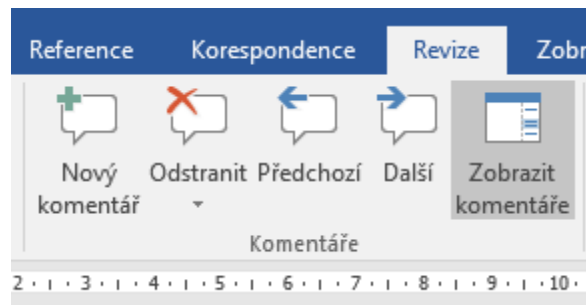 Reference Korespondence Revize Zobr
Nový komentář
Odstranit
Předchozí
Další
Zobrazit komentáře
Komentáře
2 · ı · 3 · ı · 4 · ı · 5 · ı · 6 · ı · 7 · ı · 8 · ı · 9 · ı · 10 ·